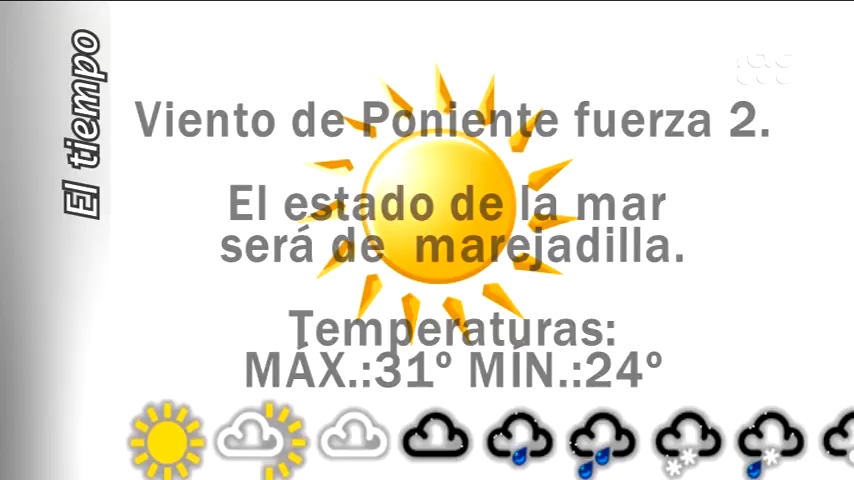 El tiempo
Viento de Poniente fuerza 2.
El estado de la mar
será de marejadilla.
Temperaturas:
MÁX.:31º MÍN.:24º